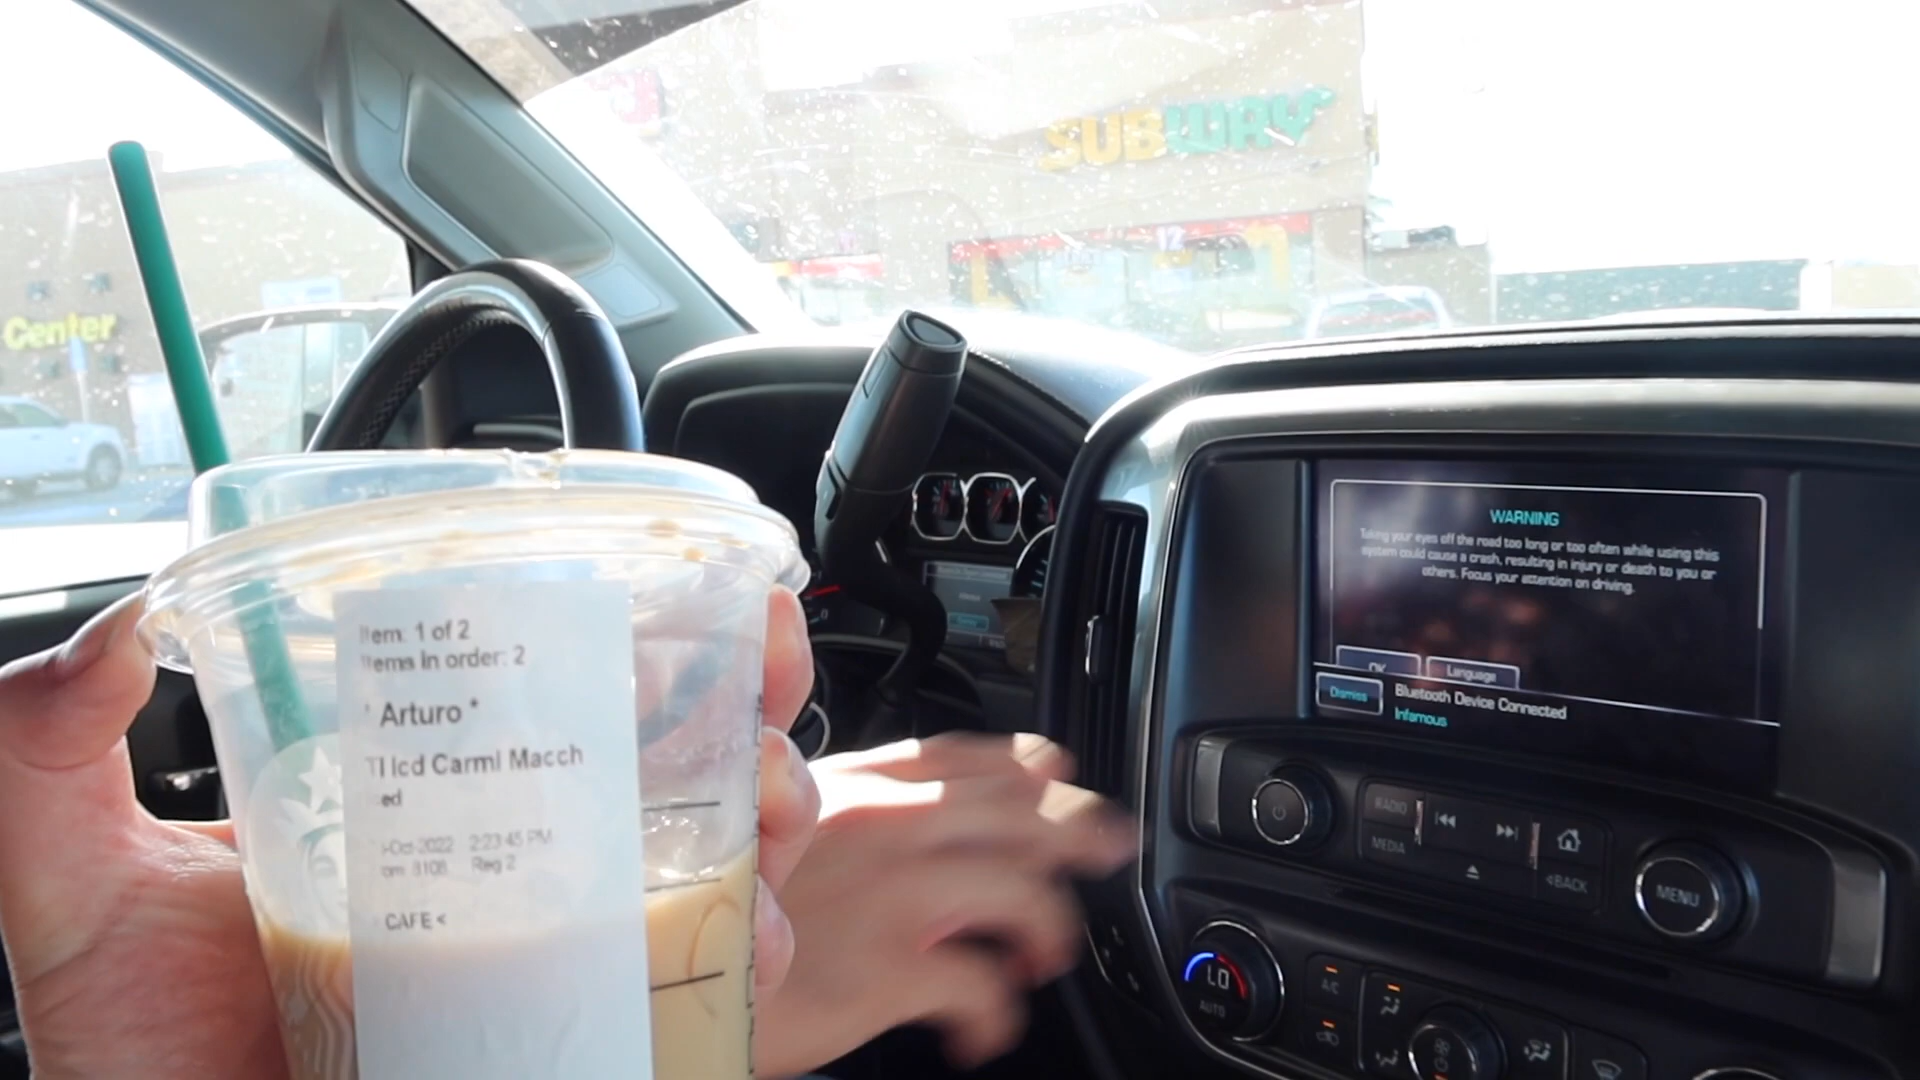 SUBWAY
Center
Item: 1 of 2
Items in order: 2
* Arturo *
Tl Icd Carml Macch
-Oct-2022 2:23:45 PM
Reg 2
CAFE <
WARNING
Taking your eyes off the road too long or too often while using this
system could cause a crash, resulting in injury or death to you or
others. Focus your attention on driving.
OK Language
Dismiss Bluetooth Device Connected
Infamous
RADIO
MEDIA
<BACK
MENU
LO
AUTO
A/C